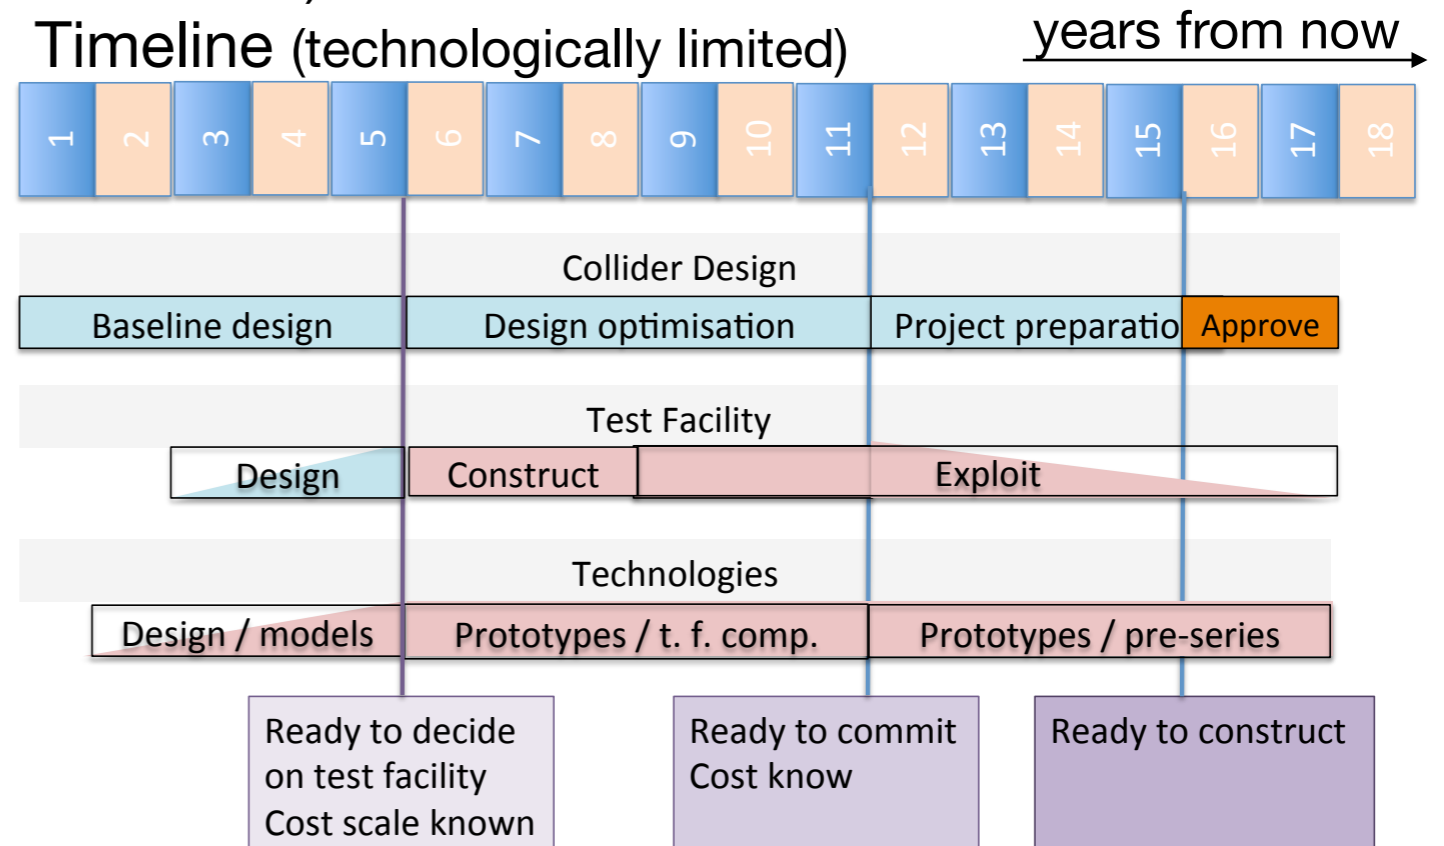 Timeline (technologically limited)
years from now
1 2 3 4 5 6 7 8 9 10 11 12 13 14 15 16 17 18
Collider Design
Baseline design
Design optimisation
Project preparatio
Approve
Test Facility
Design
Construct
Exploit
Technologies
Design / models
Prototypes / t. f. comp.
Prototypes / pre-series
Ready to decide
on test facility
Cost scale known
Ready to commit
Cost know
Ready to construct